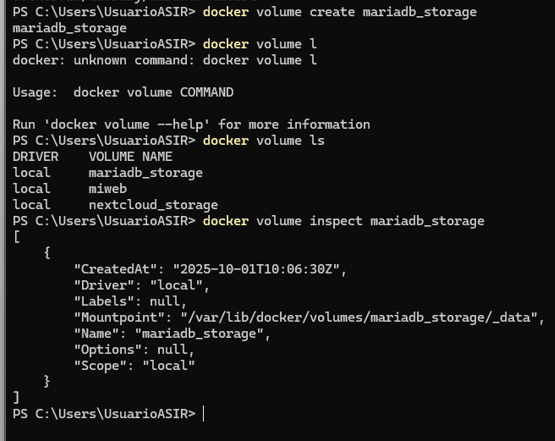 PS C:\Users\UsuarioASIR> docker volume create mariadb_storage
mariadb_storage
PS C:\Users\UsuarioASIR> docker volume l
docker: unknown command: docker volume l

Usage:  docker volume COMMAND

Run 'docker volume --help' for more information
PS C:\Users\UsuarioASIR> docker volume ls
DRIVER    VOLUME NAME
local     mariadb_storage
local     miweb
local     nextcloud_storage
PS C:\Users\UsuarioASIR> docker volume inspect mariadb_storage
[
    {
        "CreatedAt": "2025-10-01T10:06:30Z",
        "Driver": "local",
        "Labels": null,
        "Mountpoint": "/var/lib/docker/volumes/mariadb_storage/_data",
        "Name": "mariadb_storage",
        "Options": null,
        "Scope": "local"
    }
]
PS C:\Users\UsuarioASIR>